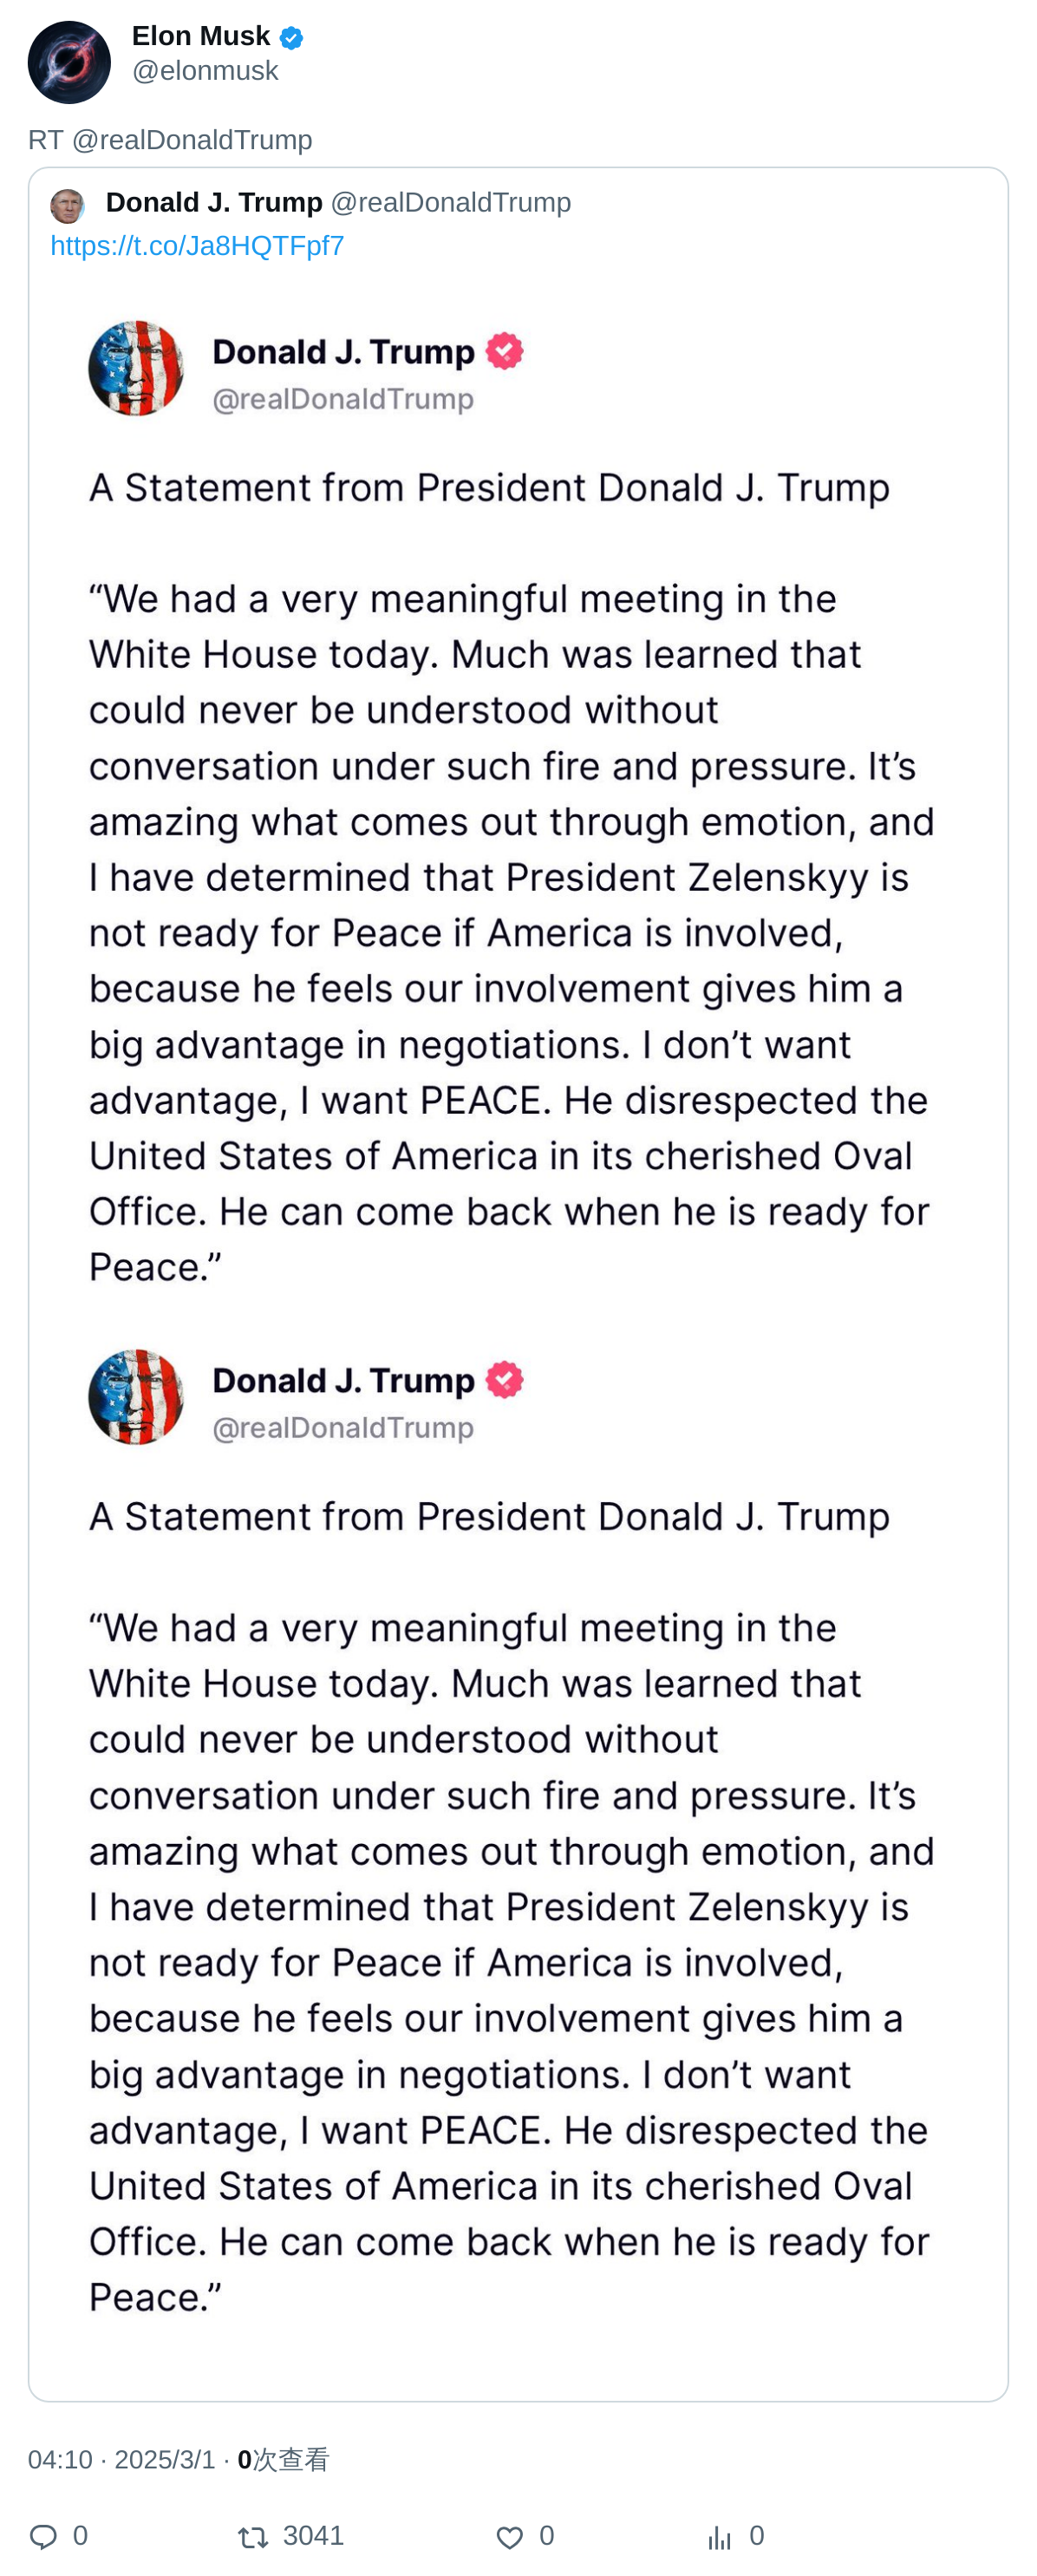 Elon Musk
@elonmusk
RT @realDonaldTrump
Donald J. Trump @realDonaldTrump
https://t.co/Ja8HQTFpf7
Donald J. Trump
@realDonaldTrump
A Statement from President Donald J. Trump
“We had a very meaningful meeting in the
White House today. Much was learned that
could never be understood without
conversation under such fire and pressure. It’s
amazing what comes out through emotion, and
I have determined that President Zelenskyy is
not ready for Peace if America is involved,
because he feels our involvement gives him a
big advantage in negotiations. I don’t want
advantage, I want PEACE. He disrespected the
United States of America in its cherished Oval
Office. He can come back when he is ready for
Peace.”
Donald J. Trump
@realDonaldTrump
A Statement from President Donald J. Trump
“We had a very meaningful meeting in the
White House today. Much was learned that
could never be understood without
conversation under such fire and pressure. It’s
amazing what comes out through emotion, and
I have determined that President Zelenskyy is
not ready for Peace if America is involved,
because he feels our involvement gives him a
big advantage in negotiations. I don’t want
advantage, I want PEACE. He disrespected the
United States of America in its cherished Oval
Office. He can come back when he is ready for
Peace.”
04:10 · 2025/3/1 · 0次查看
0 3041 0 0